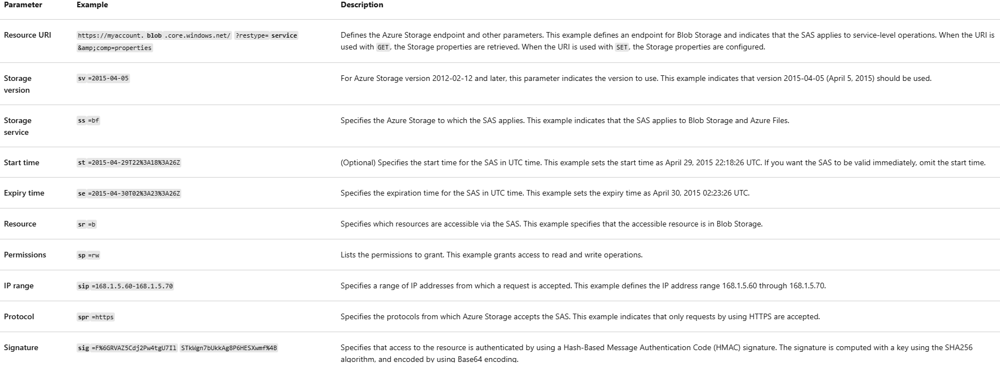 Parameter Example Description
Resource URI https://myaccount. blob .core.windows.net/ ?restype= service Defines the Azure Storage endpoint and other parameters. This example defines an endpoint for Blob Storage and indicates that the SAS applies to service-level operations. When the URI is
&amp;comp=properties used with GET, the Storage properties are retrieved. When the URI is used with SET, the Storage properties are configured.
Storage sv =2015-04-05 For Azure Storage version 2012-02-12 and later, this parameter indicates the version to use. This example indicates that version 2015-04-05 (April 5, 2015) should be used.
version
Storage ss =bf Specifies the Azure Storage to which the SAS applies. This example indicates that the SAS applies to Blob Storage and Azure Files.
service
Start time st =2015-04-29T22%3A18%3A26Z (Optional) Specifies the start time for the SAS in UTC time. This example sets the start time as April 29, 2015 22:18:26 UTC. If you want the SAS to be valid immediately, omit the start time.
Expiry time se =2015-04-30T02%3A23%3A26Z Specifies the expiration time for the SAS in UTC time. This example sets the expiry time as April 30, 2015 02:23:26 UTC.
Resource sr =b Specifies which resources are accessible via the SAS. This example specifies that the accessible resource is in Blob Storage.
Permissions sp =rw Lists the permissions to grant. This example grants access to read and write operations.
IP range sip =168.1.5.60-168.1.5.70 Specifies a range of IP addresses from which a request is accepted. This example defines the IP address range 168.1.5.60 through 168.1.5.70.
Protocol spr =https Specifies the protocols from which Azure Storage accepts the SAS. This example indicates that only requests by using HTTPS are accepted.
Signature sig =F%6GRVAZ5Cdj2Pw4tgU7Il STkWgn7bUkkAg8P6HESXwmf%4B Specifies that access to the resource is authenticated by using a Hash-Based Message Authentication Code (HMAC) signature. The signature is computed with a key using the SHA256
algorithm, and encoded by using Base64 encoding.